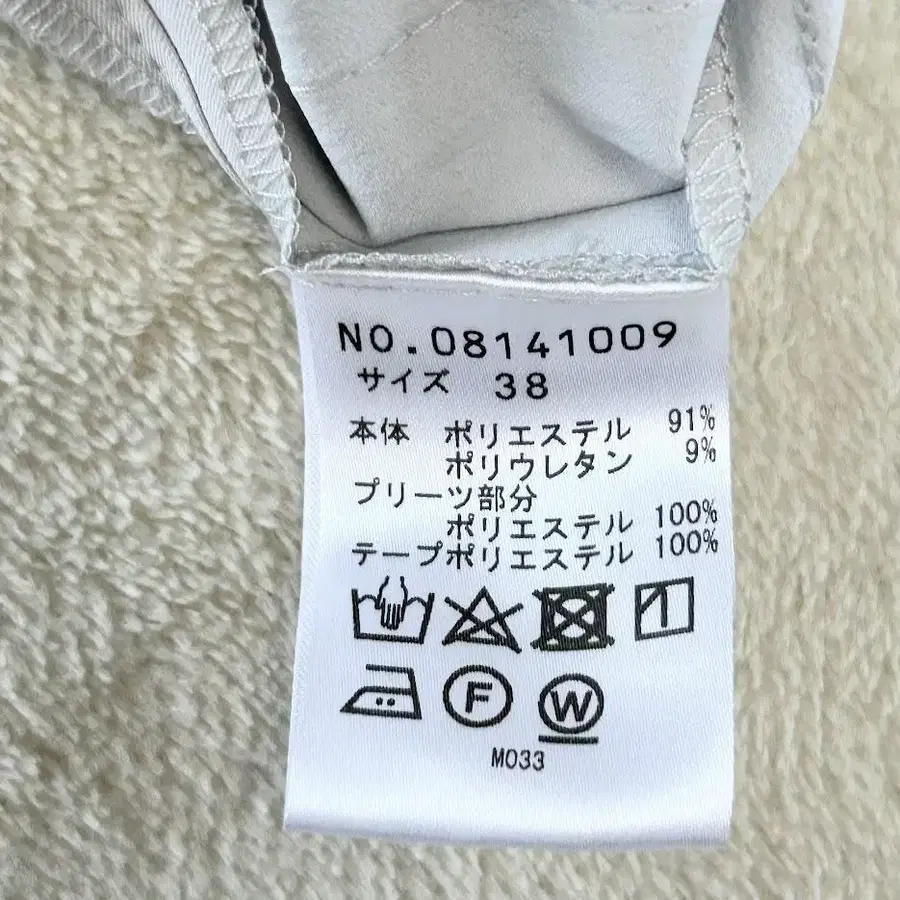 NO.08141009
サイズ 38
本体 ポリエステル 91%
ポリウレタン 9%
プリーツ部分
ポリエステル 100%
テープポリエステル 100%
F W
M033